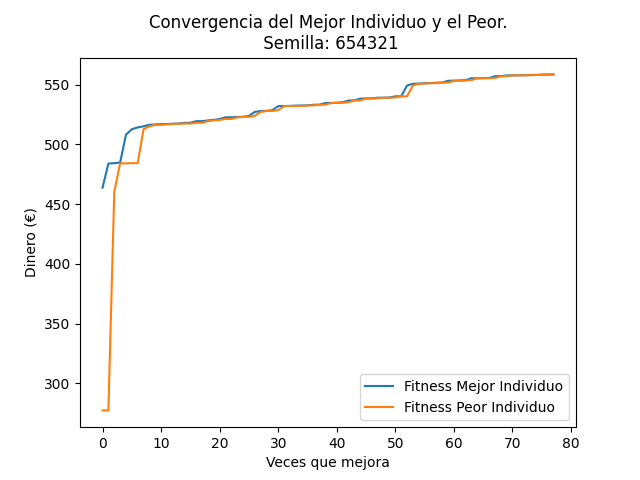 Convergencia del Mejor Individuo y el Peor.
Semilla: 654321
Dinero (€)
550
500
450
400
350
300
0 10 20 30 40 50 60 70 80
Veces que mejora
Fitness Mejor Individuo
Fitness Peor Individuo